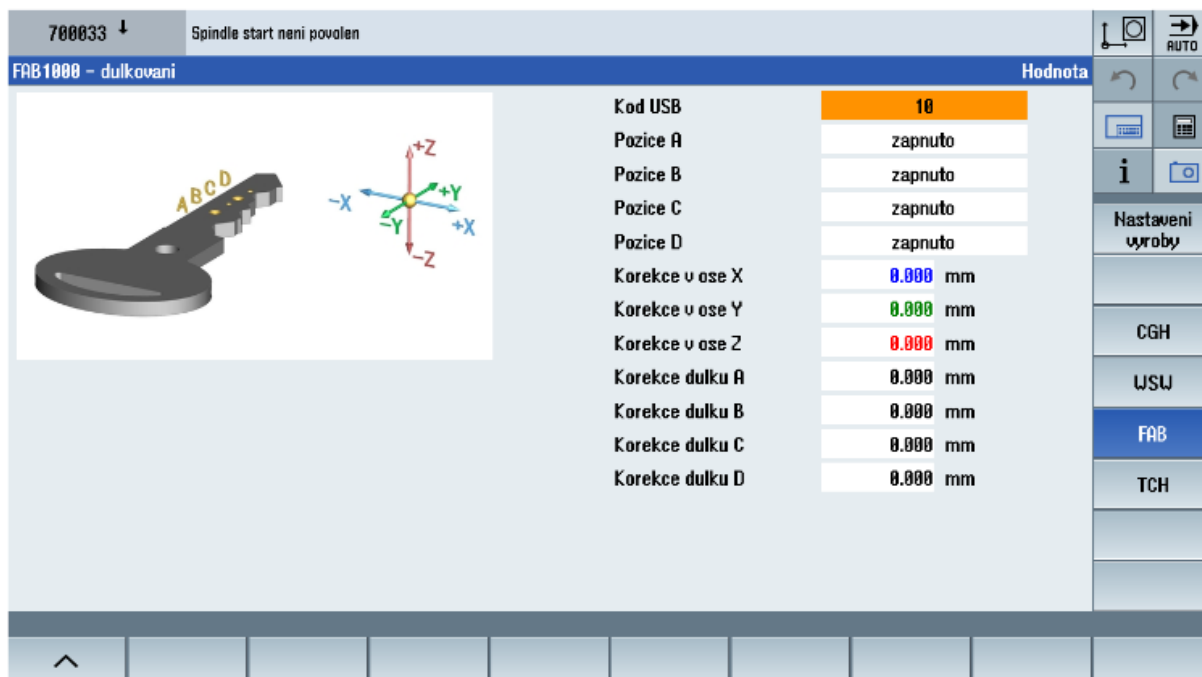 700033 Spindle start neni povolen
AUTO
FAB1000 - dulkovani Hodnota
A B C D
+Z
-X +Y
-Y +X
-Z
Kod USB 10
Pozice A zapnuto
Pozice B zapnuto
Pozice C zapnuto
Pozice D zapnuto
Korekce v ose X 0.000 mm
Korekce v ose Y 0.000 mm
Korekce v ose Z 0.000 mm
Korekce dulku A 0.000 mm
Korekce dulku B 0.000 mm
Korekce dulku C 0.000 mm
Korekce dulku D 0.000 mm
i
Nastaveni
vyroby
CGH
WSW
FAB
TCH